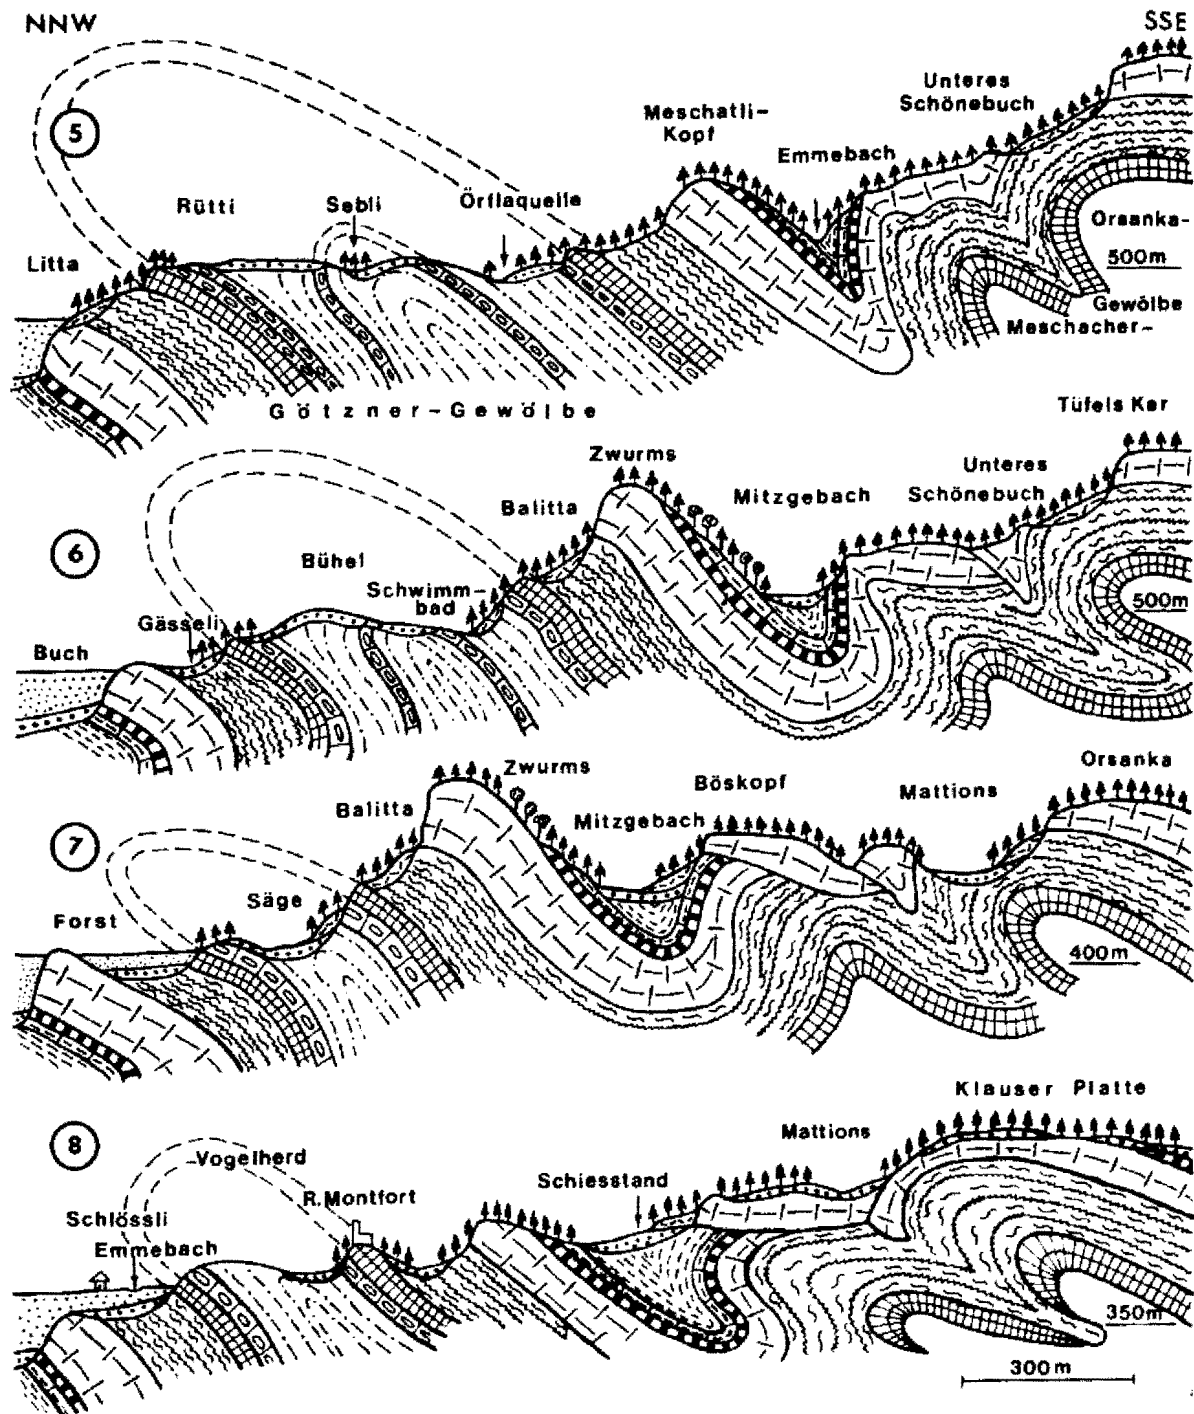 NNW
SSE
5
Unteres
Schönebuch
Meschatli-
Kopf
Emmebach
Rütti
Sebli
Örflaquelle
Orsanka-
Litta
500m
Gewölbe
Meschacher-
Götzner-Gewölbe
Tüfels Ker
Zwurms
Unteres
Schönebuch
Balitta
Mitzgebach
6
Bühel
Schwimm-
bad
500m
Gässeli
Buch
Zwurms
Orsanka
Böskopf
Mattions
Balitta
Mitzgebach
7
Säge
Forst
400m
Klauser Platte
8
Mattions
Vogelherd
Schiesstand
R.Montfort
Schlössli
Emmebach
350m
300m